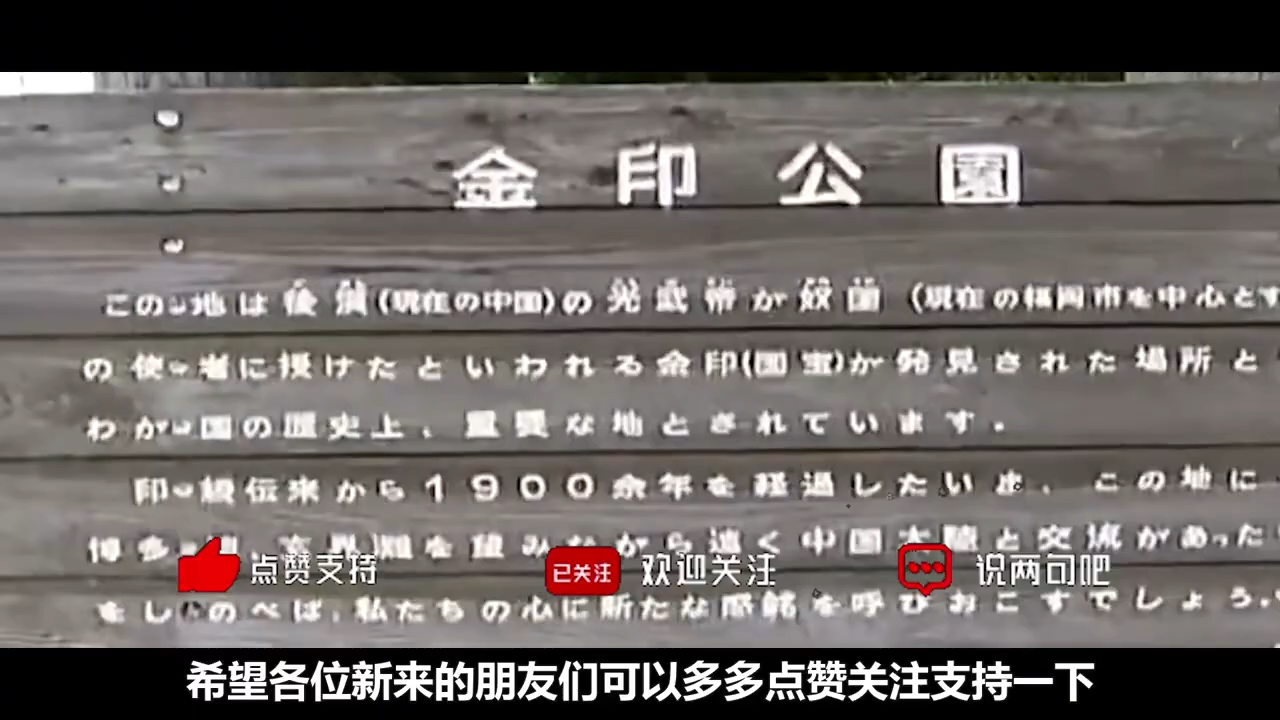 金印公園
この地は後漢(現在の中国)の光武帝が奴国(現在の福岡市を中心とす
の使者に授けたといわれる金印(国宝)が発見された場所と
わが国の歴史上、重要な地とされています。
印綬伝来から1900余年を経過したいま、この地に
博多 玄界灘を望みながら遠く中国大陸と交流があった
をしのべば、私たちの心に新たな感銘を呼びおこすでしょう。
点赞支持
已关注
欢迎关注
说两句吧
希望各位新来的朋友们可以多多点赞关注支持一下